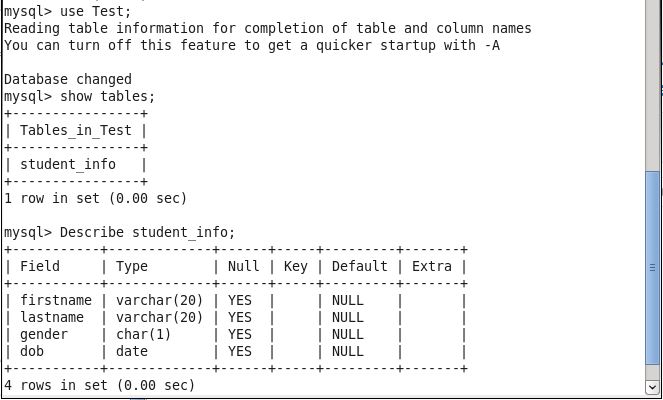 mysql> use Test;
Reading table information for completion of table and column names
You can turn off this feature to get a quicker startup with -A

Database changed
mysql> show tables;
+----------------+
| Tables_in_Test |
+----------------+
| student_info   |
+----------------+
1 row in set (0.00 sec)

mysql> Describe student_info;
+-----------+-------------+------+-----+---------+-------+
| Field     | Type        | Null | Key | Default | Extra |
+-----------+-------------+------+-----+---------+-------+
| firstname | varchar(20) | YES  |     | NULL    |       |
| lastname  | varchar(20) | YES  |     | NULL    |       |
| gender    | char(1)     | YES  |     | NULL    |       |
| dob       | date        | YES  |     | NULL    |       |
+-----------+-------------+------+-----+---------+-------+
4 rows in set (0.00 sec)